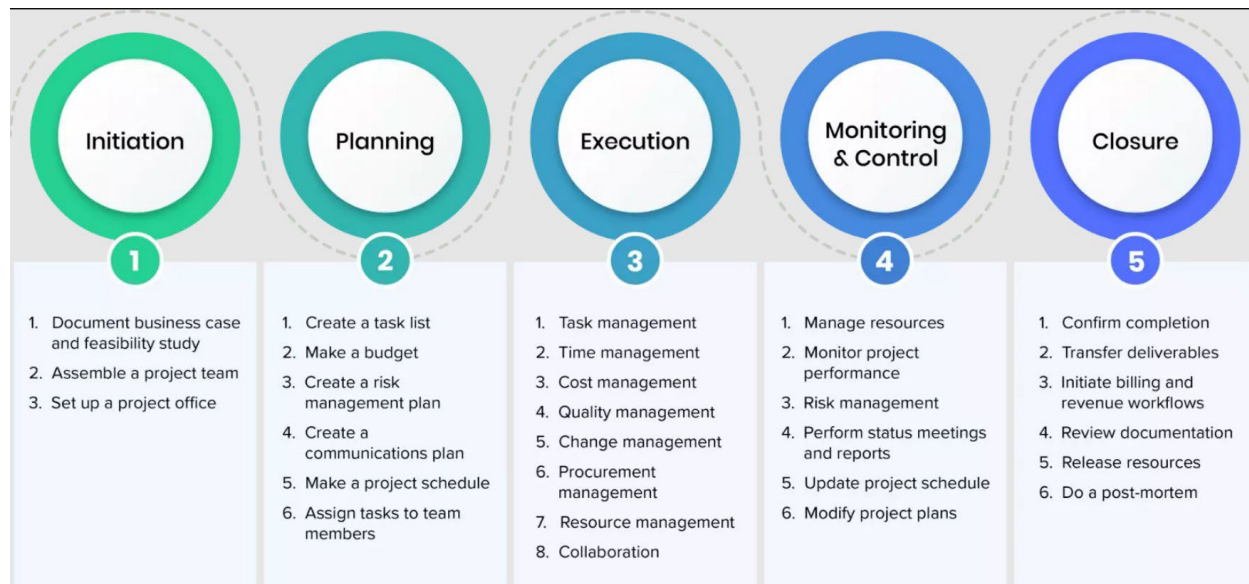 Initiation
1
1. Document business case
and feasibility study
2. Assemble a project team
3. Set up a project office
Planning
2
1. Create a task list
2. Make a budget
3. Create a risk
management plan
4. Create a
communications plan
5. Make a project schedule
6. Assign tasks to team
members
Execution
3
1. Task management
2. Time management
3. Cost management
4. Quality management
5. Change management
6. Procurement
management
7. Resource management
8. Collaboration
Monitoring
& Control
4
1. Manage resources
2. Monitor project
performance
3. Risk management
4. Perform status meetings
and reports
5. Update project schedule
6. Modify project plans
Closure
5
1. Confirm completion
2. Transfer deliverables
3. Initiate billing and
revenue workflows
4. Review documentation
5. Release resources
6. Do a post-mortem